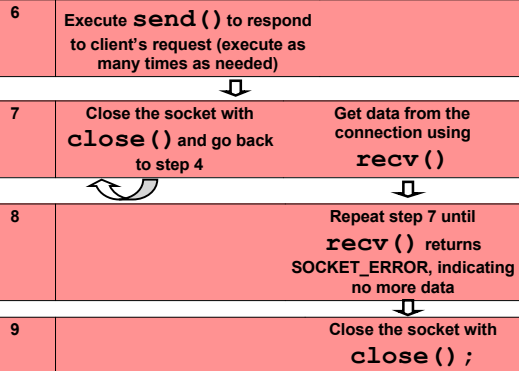 6
Execute send() to respond
to client's request (execute as
many times as needed)
7
Close the socket with
close() and go back
to step 4
Get data from the
connection using
recv()
8
Repeat step 7 until
recv() returns
SOCKET_ERROR, indicating
no more data
9
Close the socket with
close();